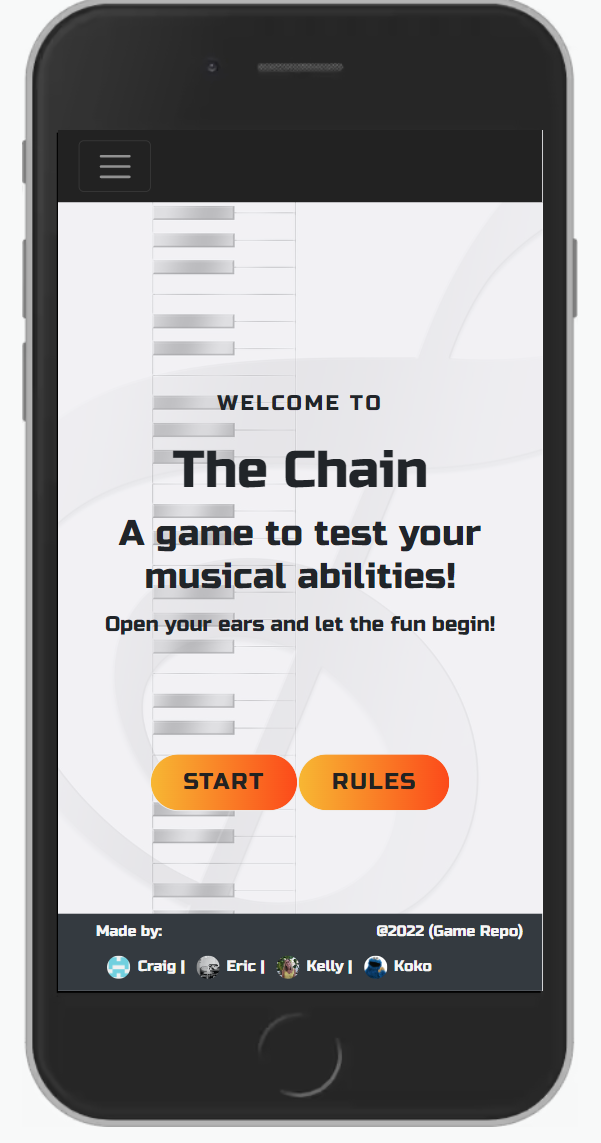 WELCOME TO
The Chain
A game to test your
musical abilities!
Open your ears and let the fun begin!
START RULES
Made by: @2022 (Game Repo)
Craig | Eric | Kelly | Koko